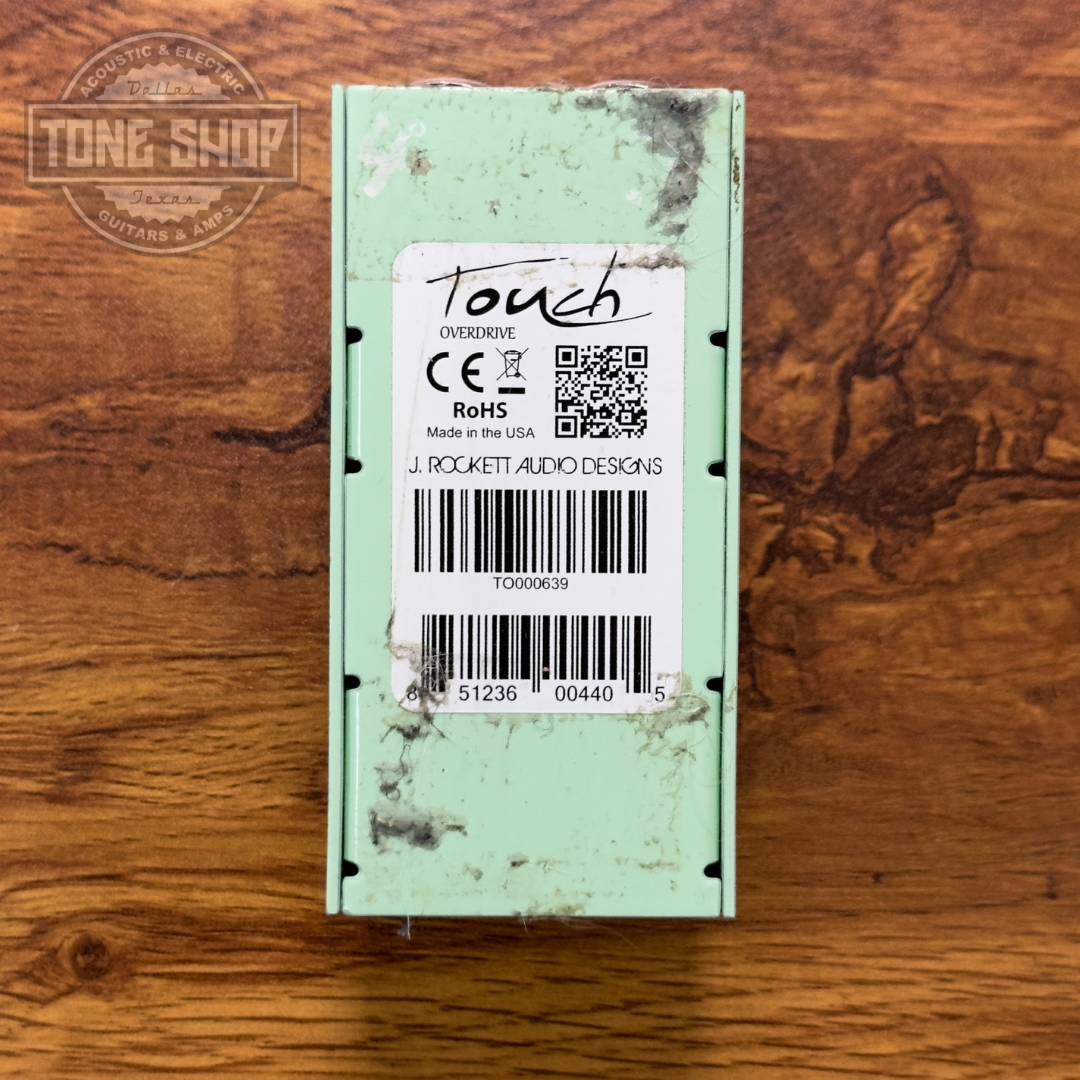 ACOUSTIC & ELECTRIC
Dallas
TONE SHOP
Texas
GUITARS & AMPS
Touch
OVERDRIVE
CE
RoHS
Made in the USA
J. ROCKETT AUDIO DESIGNS
TO000639
8 51236 00440 5